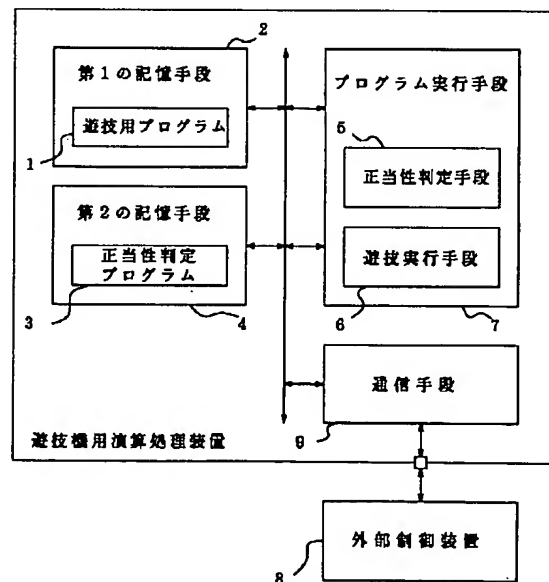 2
第1の記憶手段
遊技用プログラム
1
プログラム実行手段
5
正当性判定手段
遊技実行手段
6
7
第2の記憶手段
正当性判定
プログラム
3
4
通信手段
9
遊技機用演算処理装置
外部制御装置
8